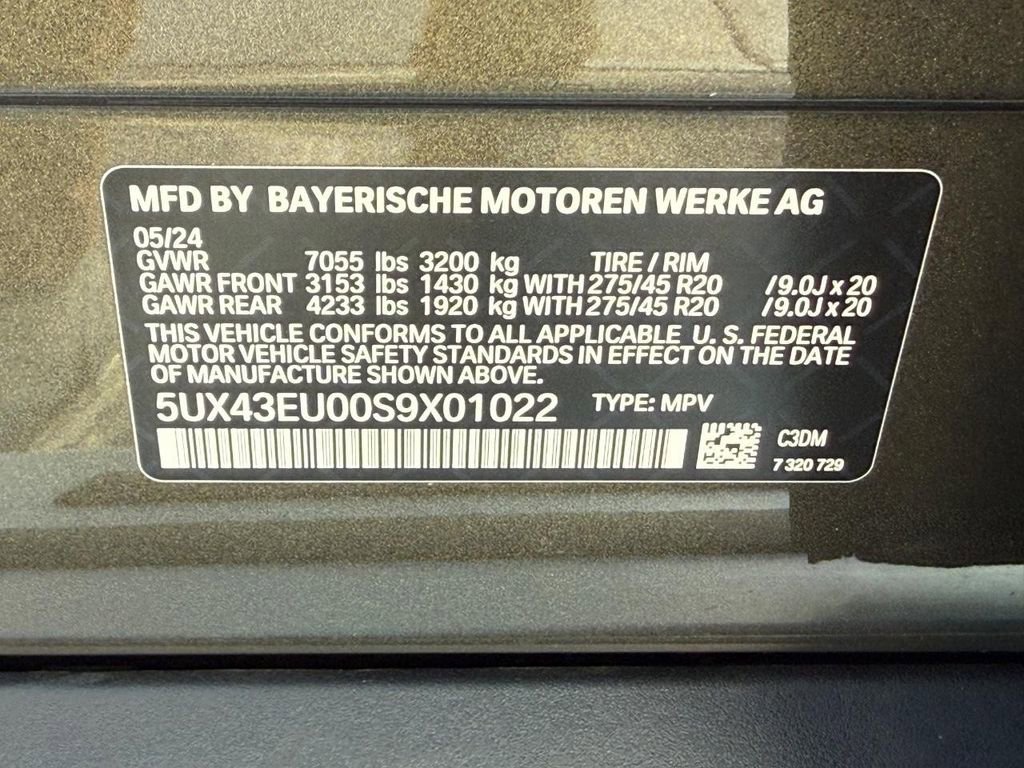 MFD BY BAYERISCHE MOTOREN WERKE AG
05/24
GVWR 7055 lbs 3200 kg TIRE / RIM
GAWR FRONT 3153 lbs 1430 kg WITH 275/45 R20 /9.0J x 20
GAWR REAR 4233 lbs 1920 kg WITH 275/45 R20 /9.0J x 20
THIS VEHICLE CONFORMS TO ALL APPLICABLE U. S. FEDERAL
MOTOR VEHICLE SAFETY STANDARDS IN EFFECT ON THE DATE
OF MANUFACTURE SHOWN ABOVE.
5UX43EU00S9X01022 TYPE: MPV
C3DM
7 320 729